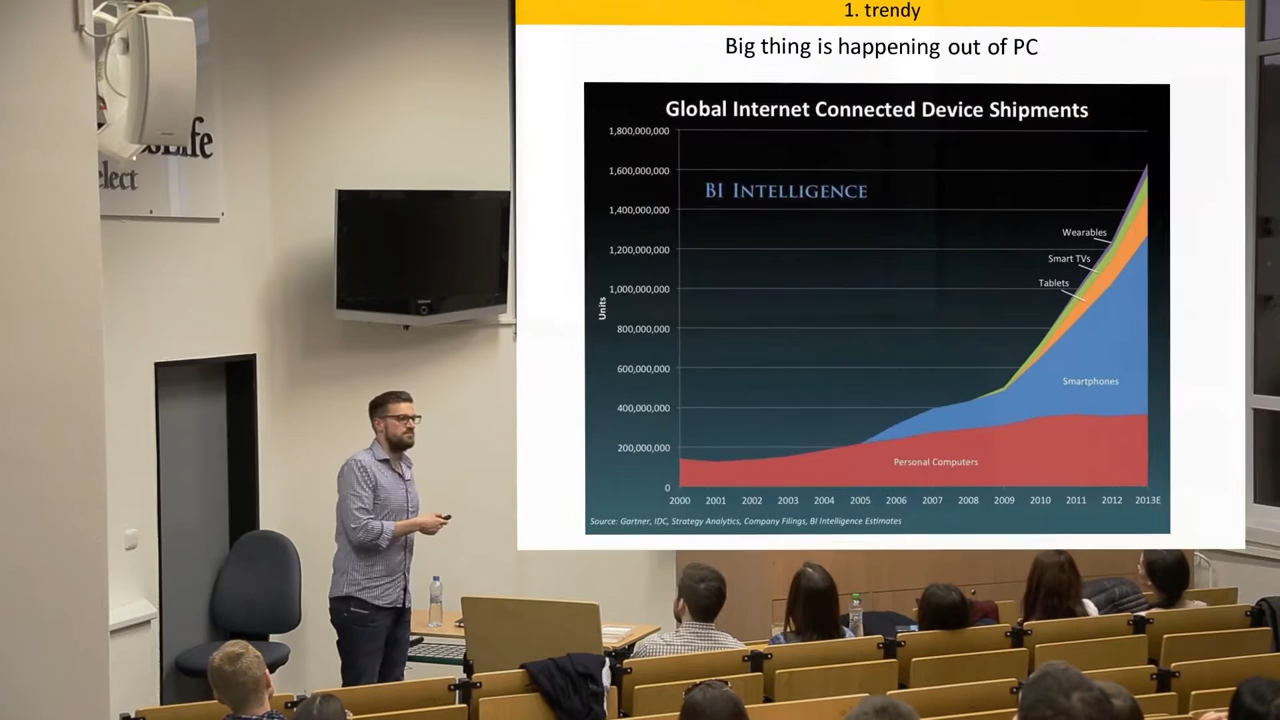 1. trendy
Big thing is happening out of PC
Global Internet Connected Device Shipments
1,800,000,000
1,600,000,000
1,400,000,000
1,200,000,000
1,000,000,000
800,000,000
600,000,000
400,000,000
200,000,000
0
Units
BI INTELLIGENCE
Wearables
Smart TVs
Tablets
Smartphones
Personal Computers
2000 2001 2002 2003 2004 2005 2006 2007 2008 2009 2010 2011 2012 2013E
Source: Gartner, IDC, Strategy Analytics, Company Filings, BI Intelligence Estimates